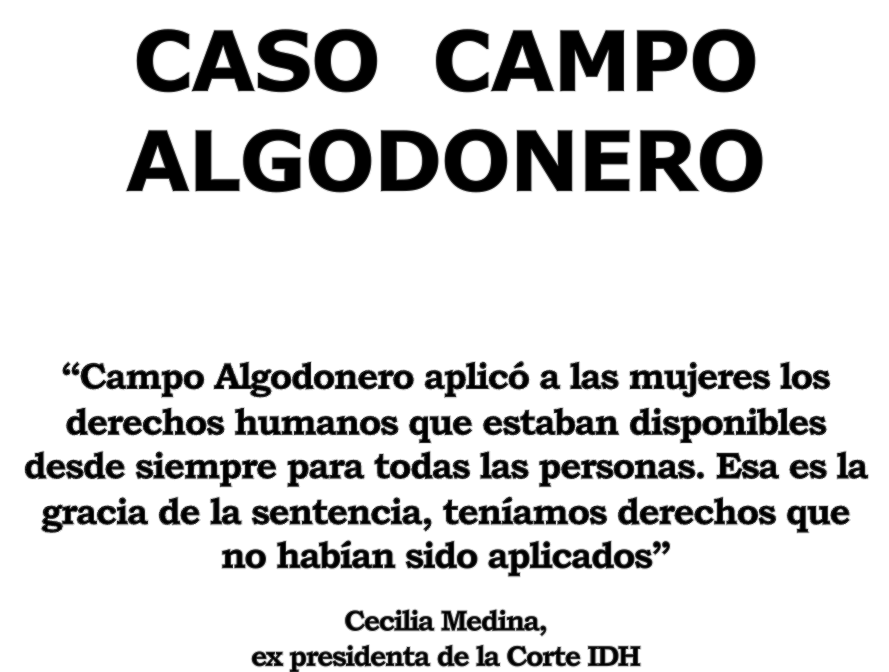 CASO CAMPO
ALGODONERO
“Campo Algodonero aplicó a las mujeres los
derechos humanos que estaban disponibles
desde siempre para todas las personas. Esa es la
gracia de la sentencia, teníamos derechos que
no habían sido aplicados”
Cecilia Medina,
ex presidenta de la Corte IDH